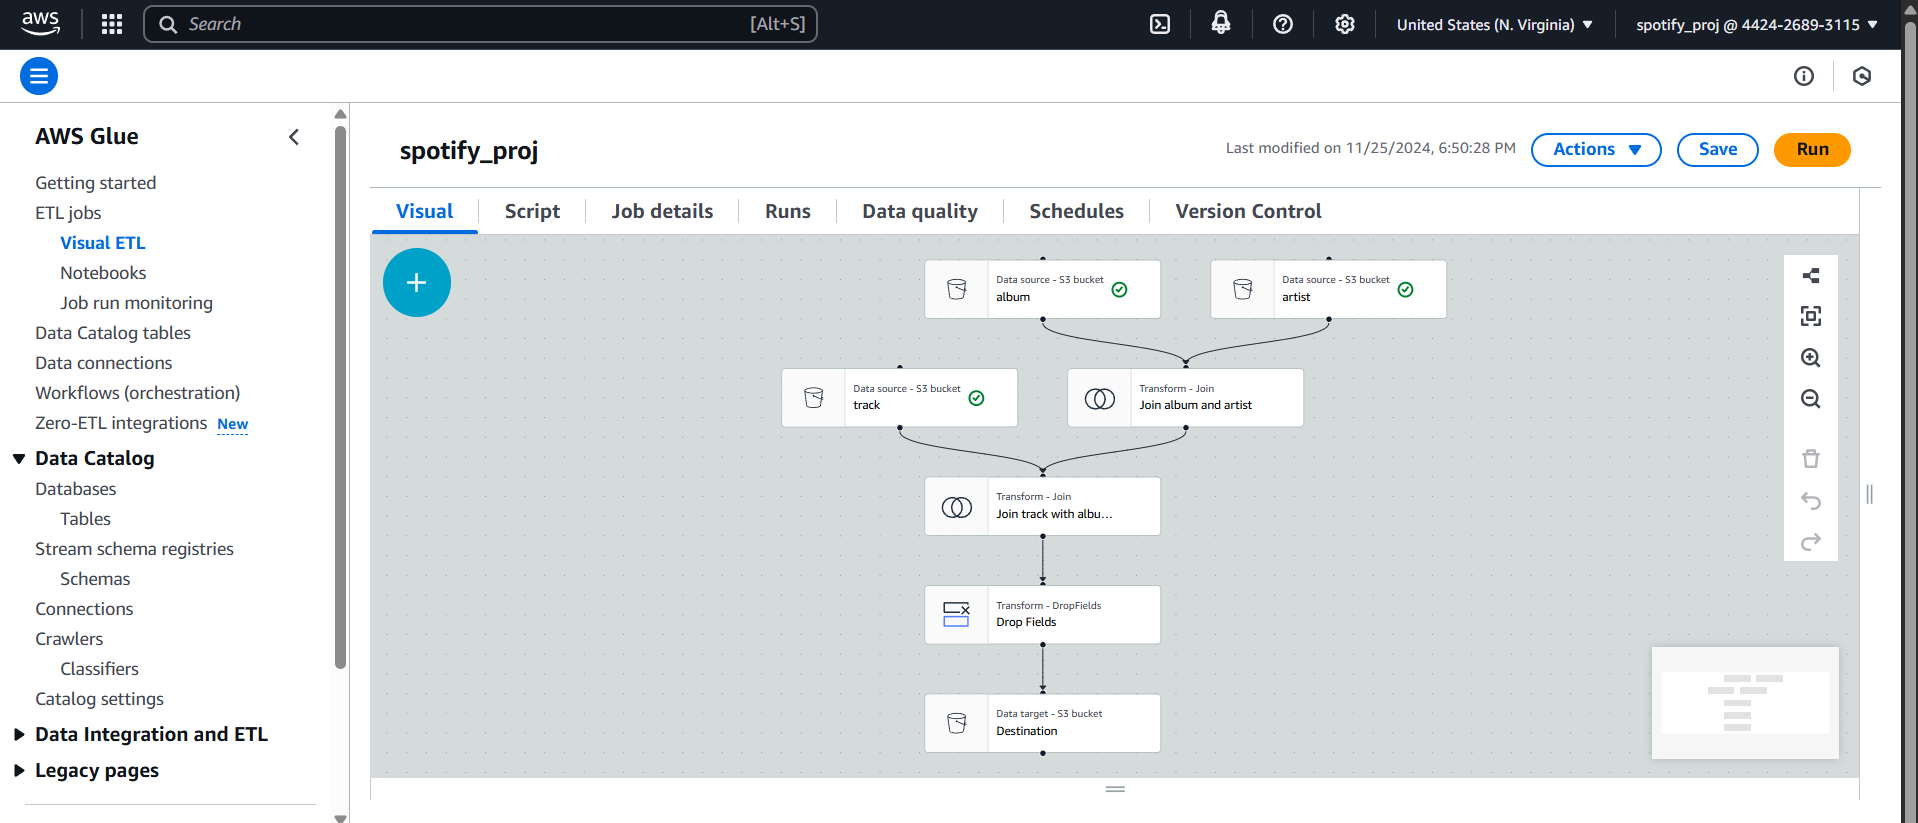 aws
Search [Alt+S]
United States (N. Virginia)
spotify_proj @ 4424-2689-3115
AWS Glue
Getting started
ETL jobs
Visual ETL
Notebooks
Job run monitoring
Data Catalog tables
Data connections
Workflows (orchestration)
Zero-ETL integrations New
Data Catalog
Databases
Tables
Stream schema registries
Schemas
Connections
Crawlers
Classifiers
Catalog settings
Data Integration and ETL
Legacy pages
spotify_proj
Last modified on 11/25/2024, 6:50:28 PM
Actions
Save
Run
Visual
Script
Job details
Runs
Data quality
Schedules
Version Control
Data source - S3 bucket
album
Data source - S3 bucket
artist
Data source - S3 bucket
track
Transform - Join
Join album and artist
Transform - Join
Join track with albu...
Transform - DropFields
Drop Fields
Data target - S3 bucket
Destination